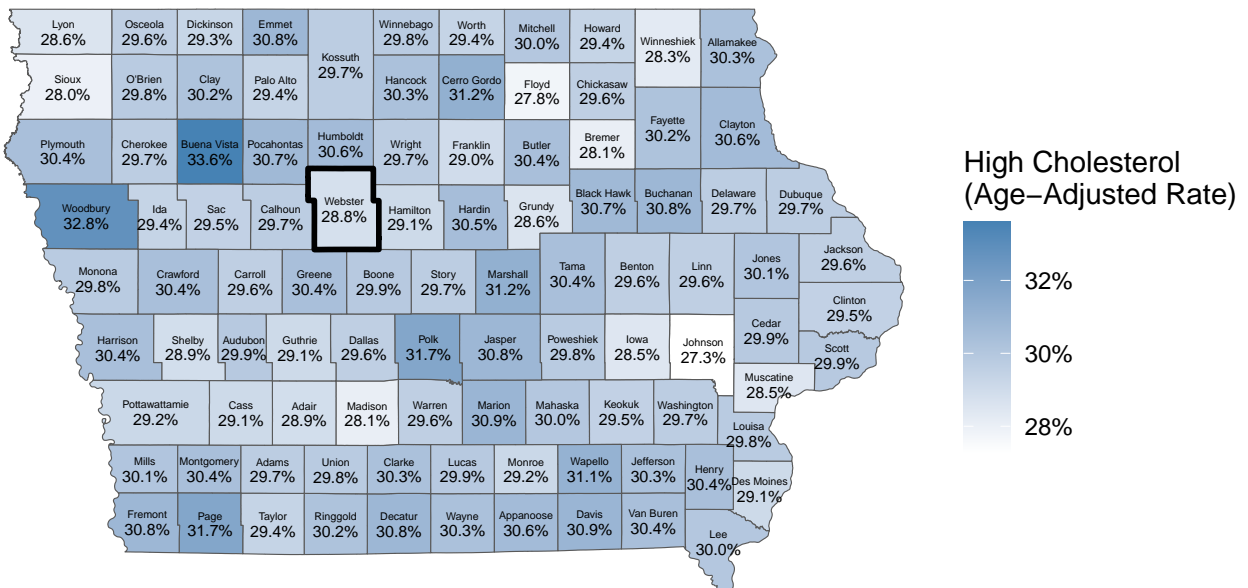 Lyon
28.6%
Osceola
29.6%
Dickinson
29.3%
Emmet
30.8%
Kossuth
29.7%
Winnebago
29.8%
Worth
29.4%
Mitchell
30.0%
Howard
29.4%
Winneshiek
28.3%
Allamakee
30.3%
Sioux
28.0%
O'Brien
29.8%
Clay
30.2%
Palo Alto
29.4%
Hancock
30.3%
Cerro Gordo
31.2%
Floyd
27.8%
Chickasaw
29.6%
Fayette
30.2%
Clayton
30.6%
Plymouth
30.4%
Cherokee
29.7%
Buena Vista
33.6%
Pocahontas
30.7%
Humboldt
30.6%
Wright
29.7%
Franklin
29.0%
Butler
30.4%
Bremer
28.1%
Woodbury
32.8%
Ida
29.4%
Sac
29.5%
Calhoun
29.7%
Webster
28.8%
Hamilton
29.1%
Hardin
30.5%
Grundy
28.6%
Black Hawk
30.7%
Buchanan
30.8%
Delaware
29.7%
Dubuque
29.7%
Monona
29.8%
Crawford
30.4%
Carroll
29.6%
Greene
30.4%
Boone
29.9%
Story
29.7%
Marshall
31.2%
Tama
30.4%
Benton
29.6%
Linn
29.6%
Jones
30.1%
Jackson
29.6%
Clinton
29.5%
Harrison
30.4%
Shelby
28.9%
Audubon
29.9%
Guthrie
29.1%
Dallas
29.6%
Polk
31.7%
Jasper
30.8%
Poweshiek
29.8%
Iowa
28.5%
Johnson
27.3%
Cedar
29.9%
Scott
29.9%
Muscatine
28.5%
Pottawattamie
29.2%
Cass
29.1%
Adair
28.9%
Madison
28.1%
Warren
29.6%
Marion
30.9%
Mahaska
30.0%
Keokuk
29.5%
Washington
29.7%
Louisa
29.8%
Mills
30.1%
Montgomery
30.4%
Adams
29.7%
Union
29.8%
Clarke
30.3%
Lucas
29.9%
Monroe
29.2%
Wapello
31.1%
Jefferson
30.3%
Henry
30.4%
Des Moines
29.1%
Fremont
30.8%
Page
31.7%
Taylor
29.4%
Ringgold
30.2%
Decatur
30.8%
Wayne
30.3%
Appanoose
30.6%
Davis
30.9%
Van Buren
30.4%
Lee
30.0%
High Cholesterol
(Age−Adjusted Rate)
32%
30%
28%